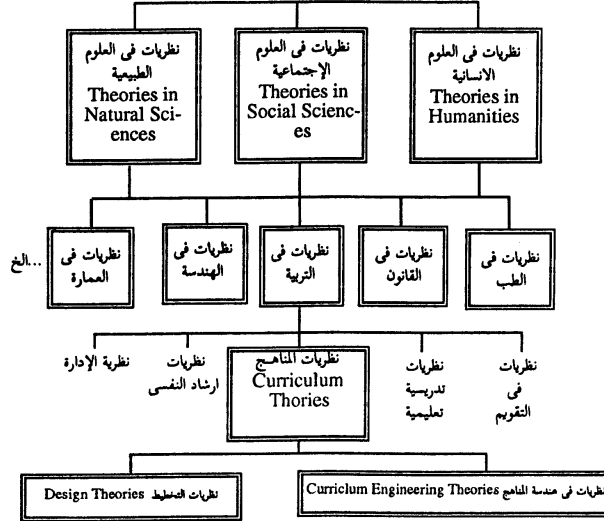 نظريات فى العلوم
الانسانية
Theories in
Humanities
نظريات فى العلوم
الإجتماعية
Theories in
Social Scienc-
es
نظريات فى العلوم
الطبيعية
Theories in
Natural Sci-
ences
نظريات فى
الطب
نظريات فى
القانون
نظريات فى
التربية
نظريات فى
الهندسة
نظريات فى
العمارة
...الخ
نظريات
فى
التقويم
نظريات
تدريسية
تعليمية
نظريات المناهج
Curriculum
Thories
نظريات
ارشاد النفسى
نظرية الإدارة
نظريات فى هندسة المناهج Curriclum Engineering Theories
نظريات التخطيط Design Theories